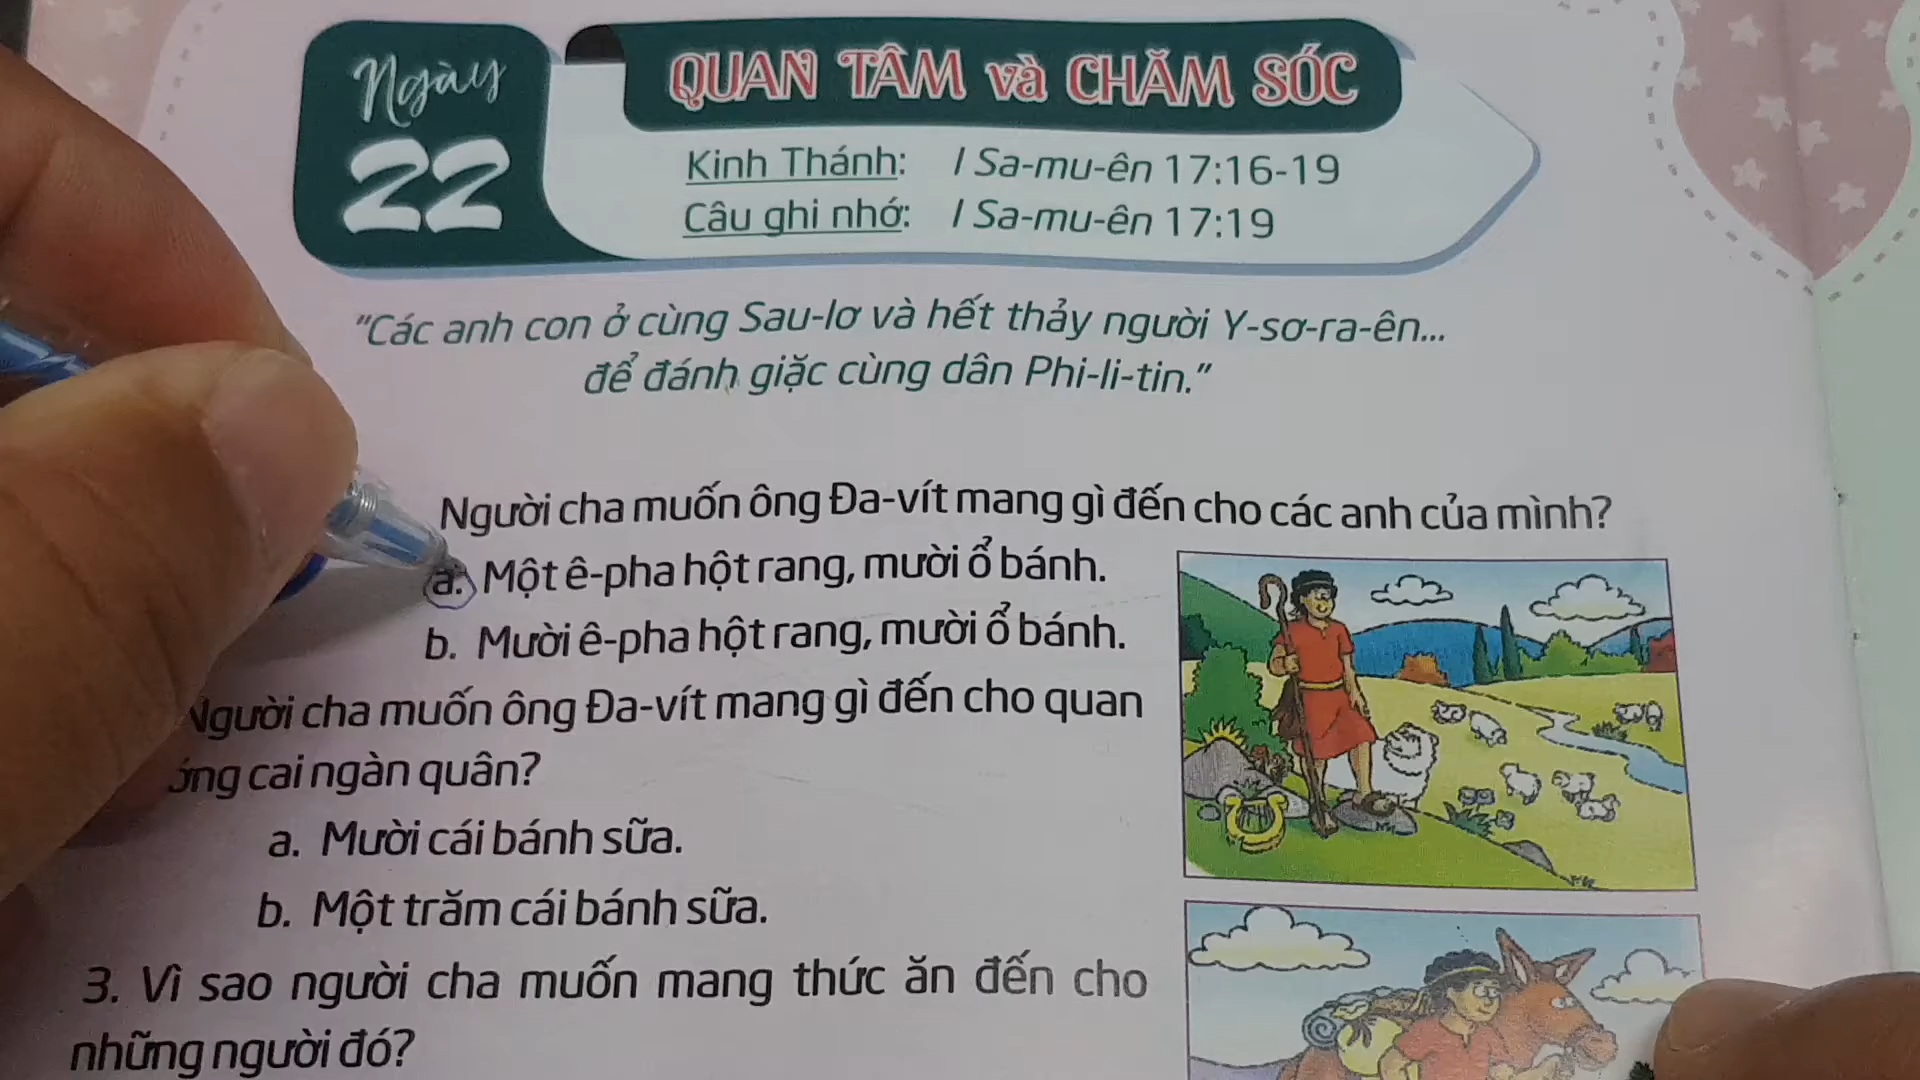 Ngày
22
QUAN TÂM và CHĂM SÓC
Kinh Thánh: I Sa-mu-ên 17:16-19
Câu ghi nhớ: I Sa-mu-ên 17:19
"Các anh con ở cùng Sau-lơ và hết thảy người Y-sơ-ra-ên...
để đánh giặc cùng dân Phi-li-tin."
Người cha muốn ông Đa-vít mang gì đến cho các anh của mình?
a. Một ê-pha hột rang, mười ổ bánh.
b. Mười ê-pha hột rang, mười ổ bánh.
Người cha muốn ông Đa-vít mang gì đến cho quan
cai ngàn quân?
a. Mười cái bánh sữa.
b. Một trăm cái bánh sữa.
3. Vì sao người cha muốn mang thức ăn đến cho
những người đó?